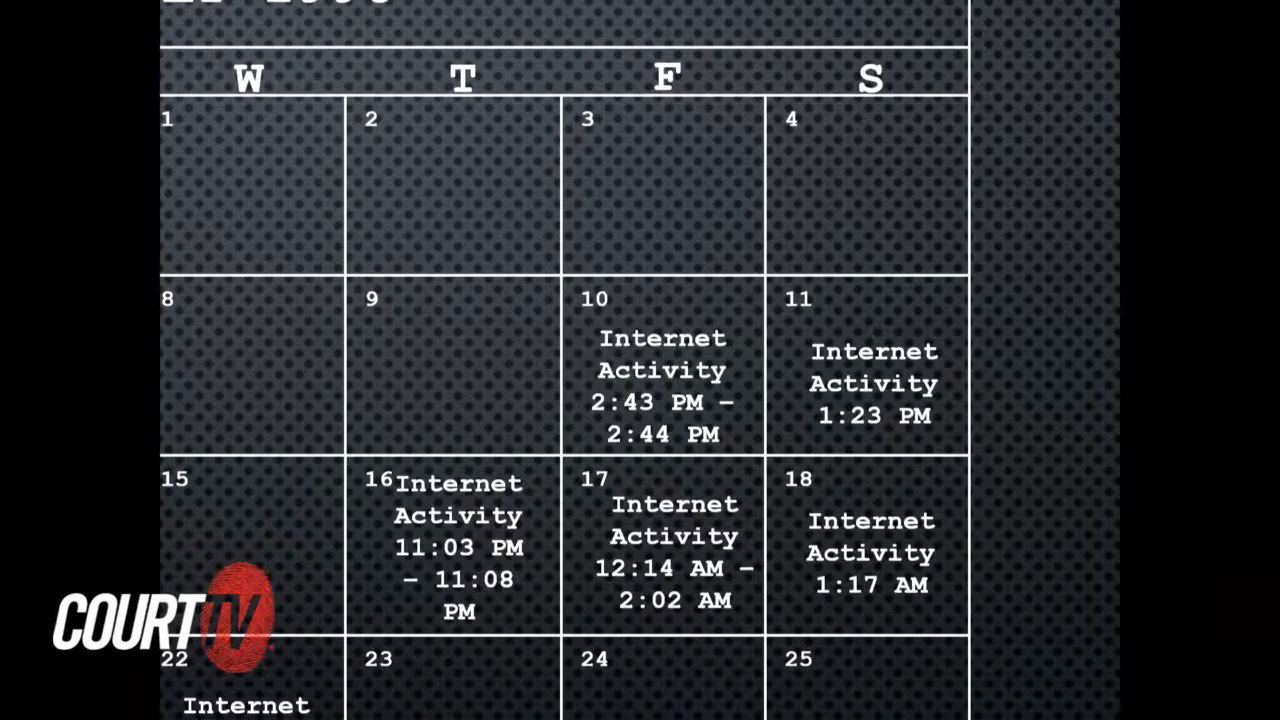 W T F S
1 2 3 4
8 9 10 11
Internet
Activity
2:43 PM –
2:44 PM
Internet
Activity
1:23 PM
15 16 17 18
Internet
Activity
11:03 PM
– 11:08
PM
Internet
Activity
12:14 AM –
2:02 AM
Internet
Activity
1:17 AM
22 23 24 25
Internet
COURT TV